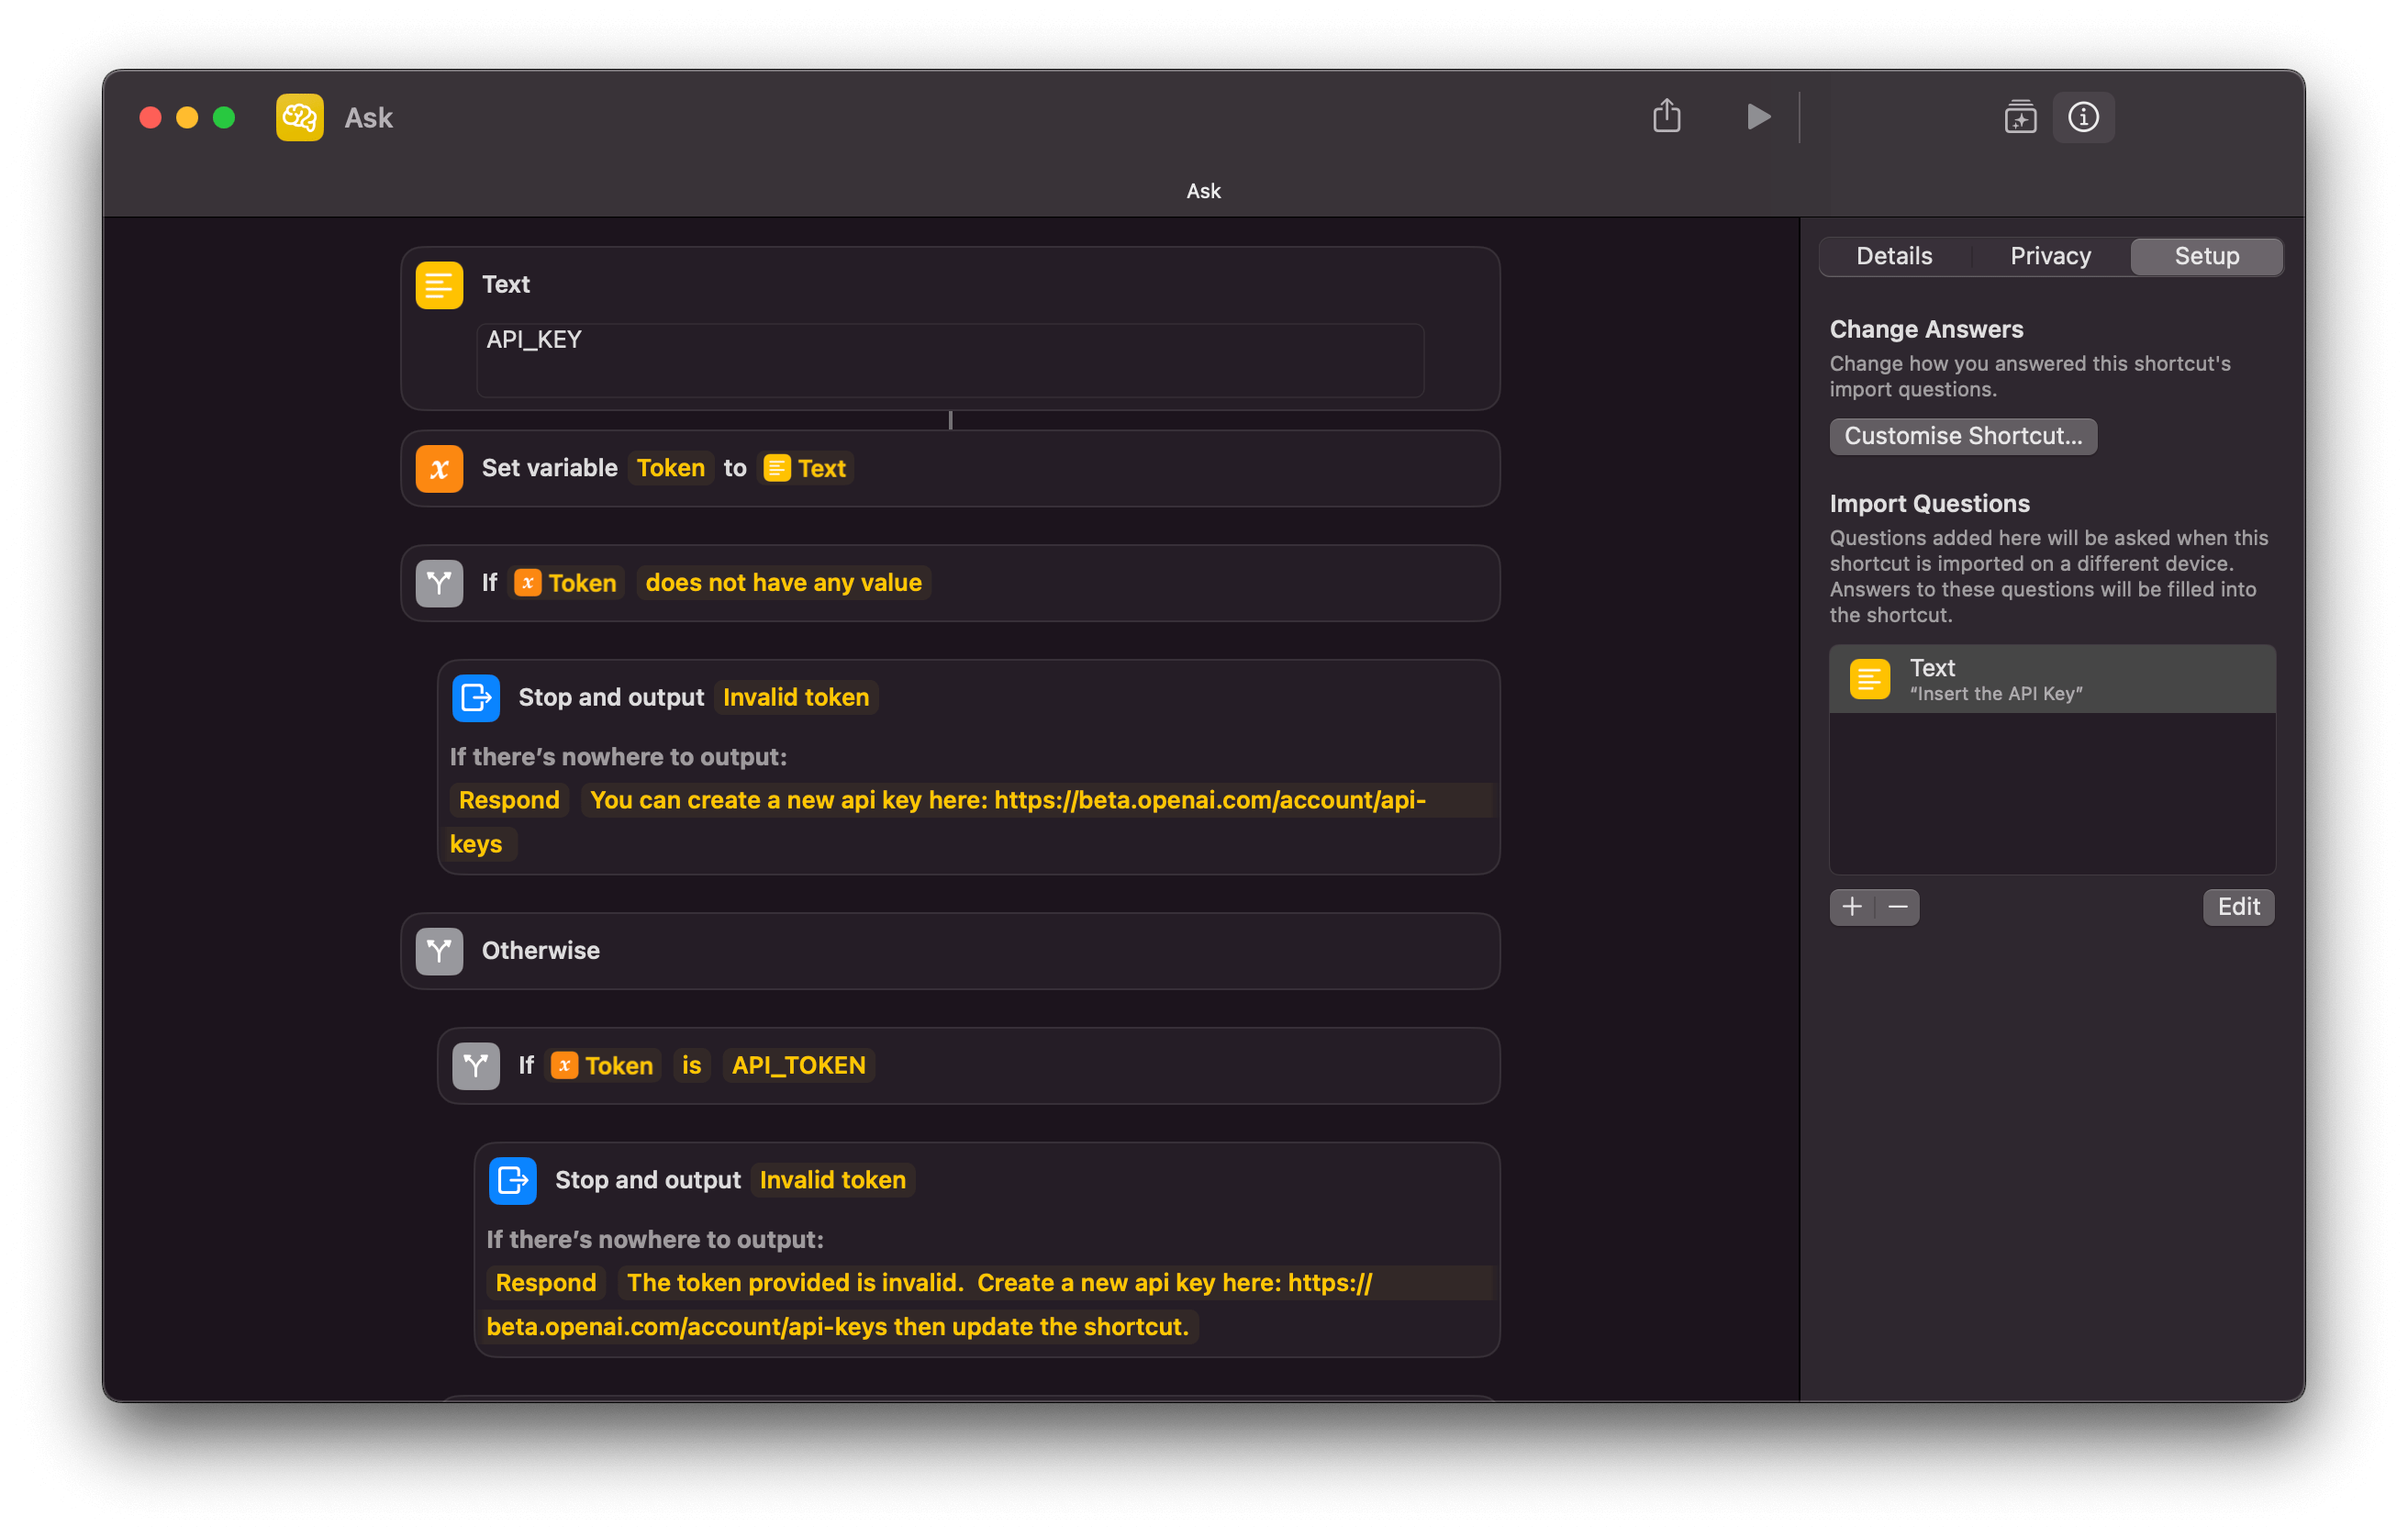 Ask
Ask
Text
API_KEY
Set variable Token to Text
If Token does not have any value
Stop and output Invalid token
If there’s nowhere to output:
Respond You can create a new api key here: https://beta.openai.com/account/api-
keys
Otherwise
If Token is API_TOKEN
Stop and output Invalid token
If there’s nowhere to output:
Respond The token provided is invalid.  Create a new api key here: https://
beta.openai.com/account/api-keys then update the shortcut.
Details Privacy Setup
Change Answers
Change how you answered this shortcut's
import questions.
Customise Shortcut...
Import Questions
Questions added here will be asked when this
shortcut is imported on a different device.
Answers to these questions will be filled into
the shortcut.
Text
“Insert the API Key”
Edit